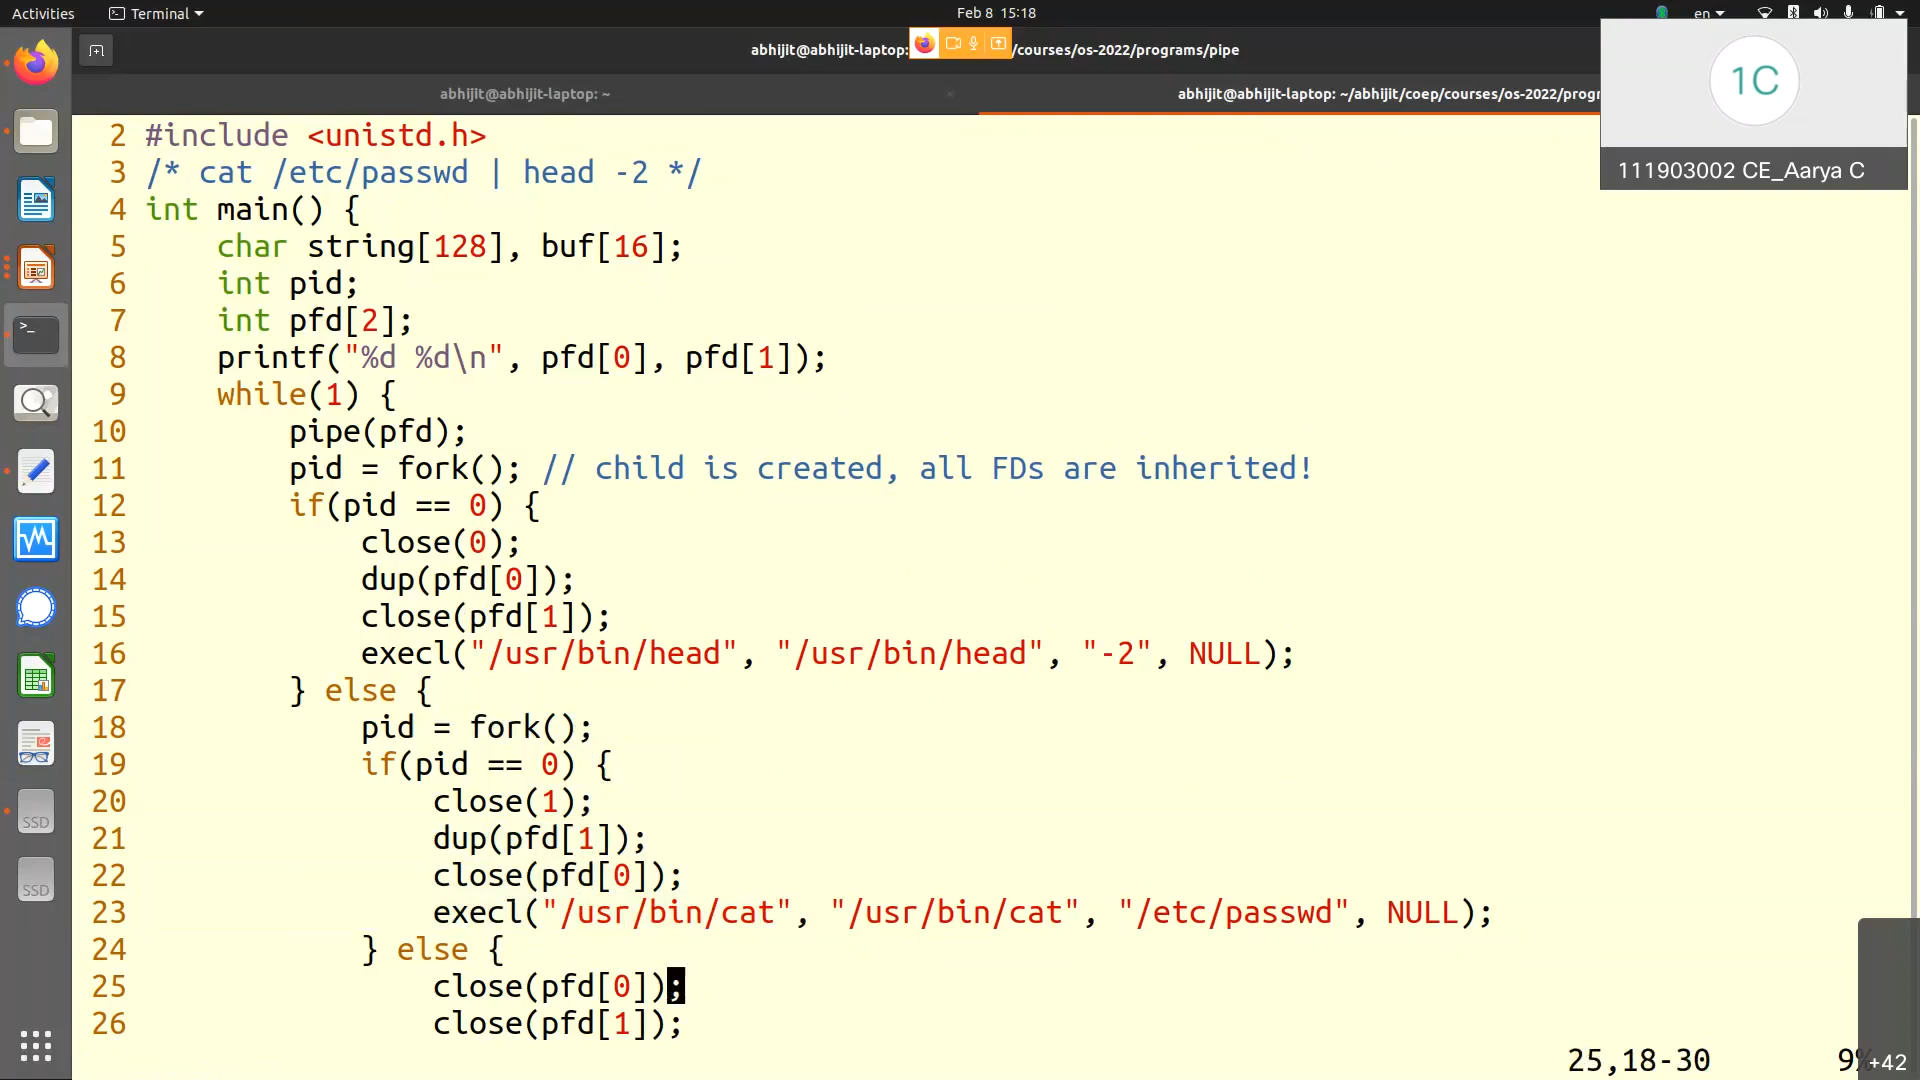 Activities
Terminal
Feb 8 15:18
en
abhijit@abhijit-laptop:
/courses/os-2022/programs/pipe
abhijit@abhijit-laptop: ~
abhijit@abhijit-laptop: ~/abhijit/coep/courses/os-2022/progr
1C
111903002 CE_Aarya C
2 #include <unistd.h>
3 /* cat /etc/passwd | head -2 */
4 int main() {
5 char string[128], buf[16];
6 int pid;
7 int pfd[2];
8 printf("%d %d\n", pfd[0], pfd[1]);
9 while(1) {
10 pipe(pfd);
11 pid = fork(); // child is created, all FDs are inherited!
12 if(pid == 0) {
13 close(0);
14 dup(pfd[0]);
15 close(pfd[1]);
16 execl("/usr/bin/head", "/usr/bin/head", "-2", NULL);
17 } else {
18 pid = fork();
19 if(pid == 0) {
20 close(1);
21 dup(pfd[1]);
22 close(pfd[0]);
23 execl("/usr/bin/cat", "/usr/bin/cat", "/etc/passwd", NULL);
24 } else {
25 close(pfd[0]);
26 close(pfd[1]);
25,18-30
9%
+42
SSD
SSD